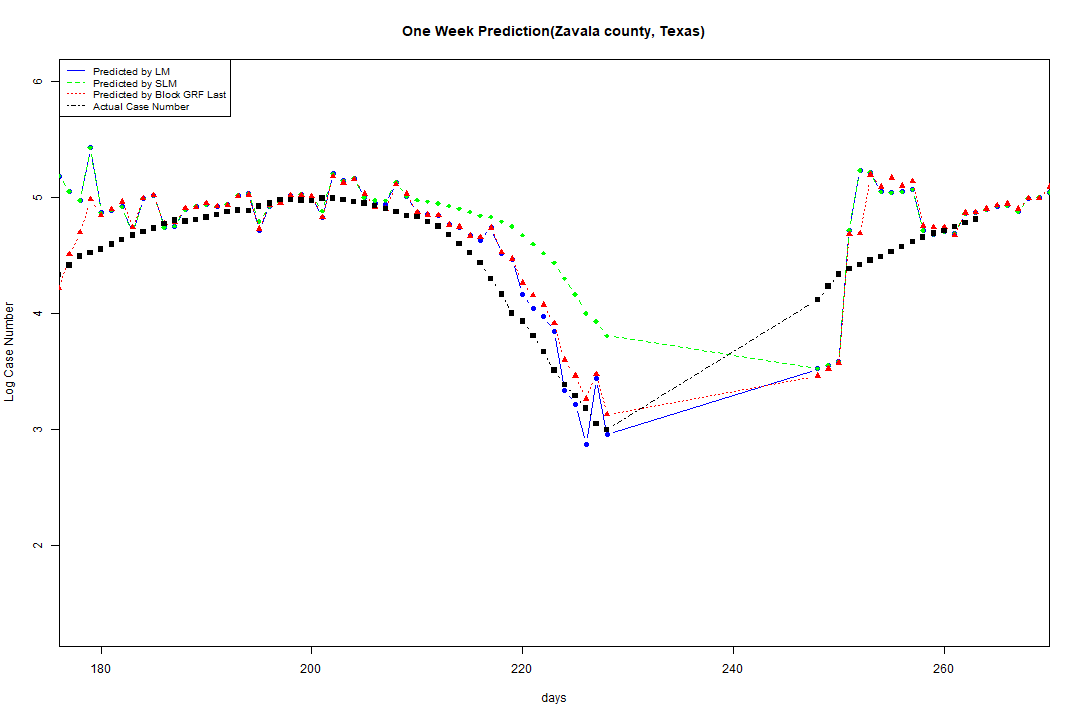 One Week Prediction(Zavala county, Texas)
Predicted by LM
Predicted by SLM
Predicted by Block GRF Last
Actual Case Number
6
5
4
3
2
Log Case Number
180 200 220 240 260
days